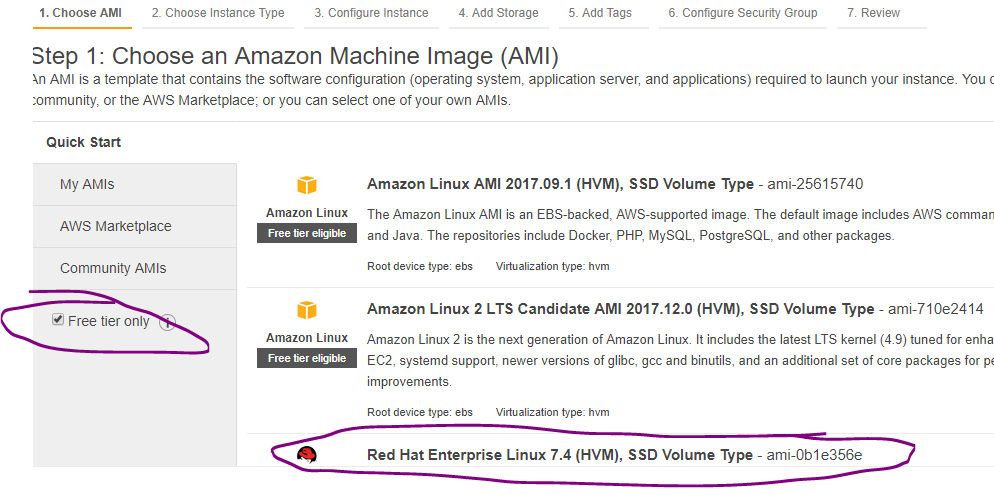 1. Choose AMI 2. Choose Instance Type 3. Configure Instance 4. Add Storage 5. Add Tags 6. Configure Security Group 7. Review
Step 1: Choose an Amazon Machine Image (AMI)
An AMI is a template that contains the software configuration (operating system, application server, and applications) required to launch your instance. You
community, or the AWS Marketplace; or you can select one of your own AMIs.
Quick Start
My AMIs
AWS Marketplace
Community AMIs
Free tier only
Amazon Linux
Free tier eligible
Amazon Linux AMI 2017.09.1 (HVM), SSD Volume Type - ami-25615740
The Amazon Linux AMI is an EBS-backed, AWS-supported image. The default image includes AWS comman
and Java. The repositories include Docker, PHP, MySQL, PostgreSQL, and other packages.
Root device type: ebs Virtualization type: hvm
Amazon Linux
Free tier eligible
Amazon Linux 2 LTS Candidate AMI 2017.12.0 (HVM), SSD Volume Type - ami-710e2414
Amazon Linux 2 is the next generation of Amazon Linux. It includes the latest LTS kernel (4.9) tuned for enha
EC2, systemd support, newer versions of glibc, gcc and binutils, and an additional set of core packages for pe
improvements.
Root device type: ebs Virtualization type: hvm
Red Hat Enterprise Linux 7.4 (HVM), SSD Volume Type - ami-0b1e356e